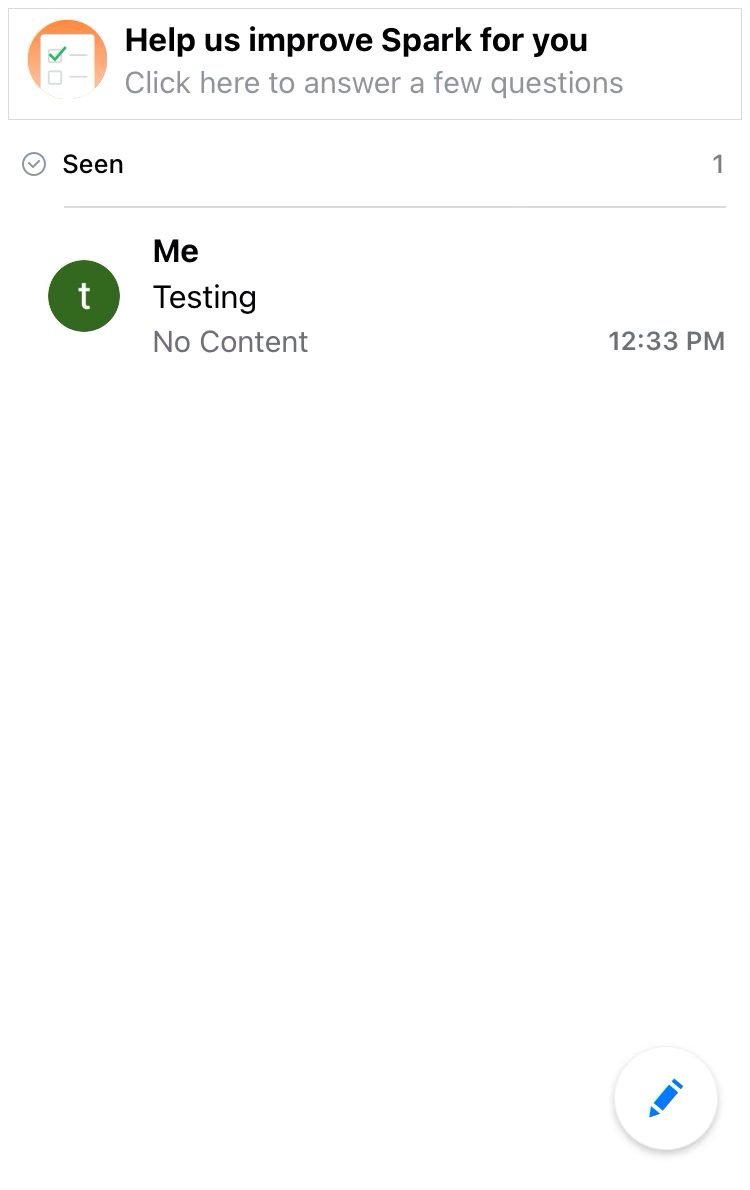 Help us improve Spark for you
Click here to answer a few questions
Seen 1
Me
t
Testing
No Content 12:33 PM